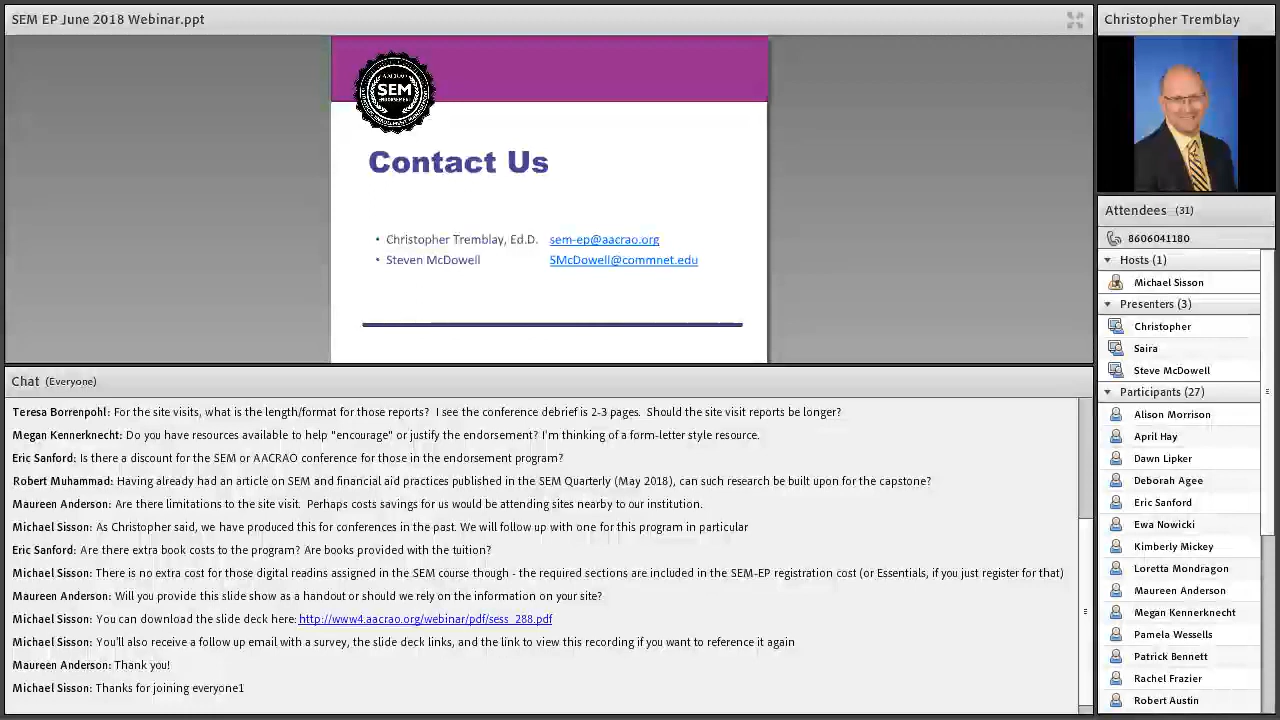 SEM EP June 2018 Webinar.ppt
AACRAO
SEM
Contact Us
• Christopher Tremblay, Ed.D. sem-ep@aacrao.org
• Steven McDowell SMcDowell@commnet.edu
Chat (Everyone)
Teresa Borrenpohl: For the site visits, what is the length/format for those reports? I see the conference debrief is 2-3 pages. Should the site visit reports be longer?
Megan Kennerknecht: Do you have resources available to help "encourage" or justify the endorsement? I'm thinking of a form-letter style resource.
Eric Sanford: Is there a discount for the SEM or AACRAO conference for those in the endorsement program?
Robert Muhammad: Having already had an article on SEM and financial aid practices published in the SEM Quarterly (May 2018), can such research be built upon for the capstone?
Maureen Anderson: Are there limitations to the site visit. Perhaps costs savings for us would be attending sites nearby to our institution.
Michael Sisson: As Christopher said, we have produced this for conferences in the past. We will follow up with one for this program in particular
Eric Sanford: Are there extra book costs to the program? Are books provided with the tuition?
Michael Sisson: There is no extra cost for those digital readins assigned in the SEM course though - the required sections are included in the SEM-EP registration cost (or Essentials, if you just register for that)
Maureen Anderson: Will you provide this slide show as a handout or should we rely on the information on your site?
Michael Sisson: You can download the slide deck here: http://www4.aacrao.org/webinar/pdf/sess_288.pdf
Michael Sisson: You'll also receive a follow up email with a survey, the slide deck links, and the link to view this recording if you want to reference it again
Maureen Anderson: Thank you!
Michael Sisson: Thanks for joining everyone1
Christopher Tremblay
Attendees (31)
8606041180
Hosts (1)
Michael Sisson
Presenters (3)
Christopher
Saira
Steve McDowell
Participants (27)
Alison Morrison
April Hay
Dawn Lipker
Deborah Agee
Eric Sanford
Ewa Nowicki
Kimberly Mickey
Loretta Mondragon
Maureen Anderson
Megan Kennerknecht
Pamela Wessells
Patrick Bennett
Rachel Frazier
Robert Austin